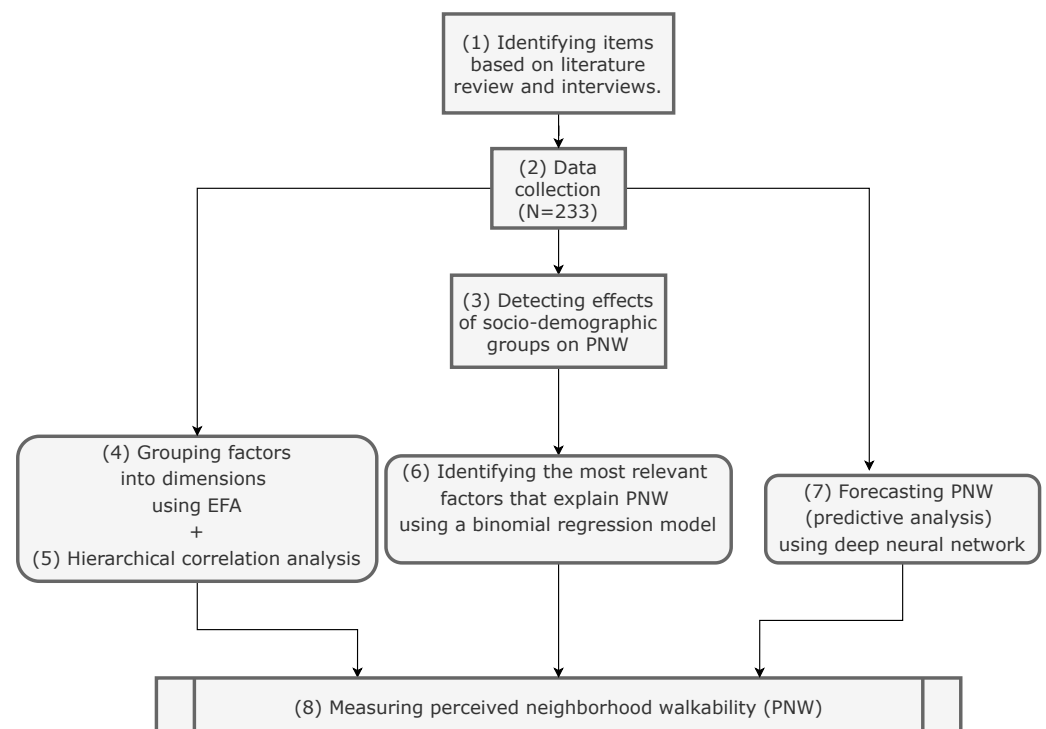 (1) Identifying items
based on literature
review and interviews.
(2) Data
collection
(N=233)
(3) Detecting effects
of socio-demographic
groups on PNW
(4) Grouping factors
into dimensions
using EFA
+
(5) Hierarchical correlation analysis
(6) Identifying the most relevant
factors that explain PNW
using a binomial regression model
(7) Forecasting PNW
(predictive analysis)
using deep neural network
(8) Measuring perceived neighborhood walkability (PNW)